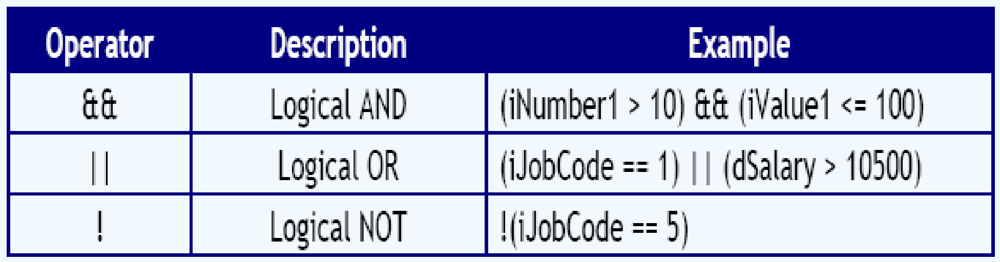 Operator Description Example
&& Logical AND (iNumber1 > 10) && (iValue1 <= 100)
|| Logical OR (iJobCode == 1) || (dSalary > 10500)
! Logical NOT !(iJobCode == 5)